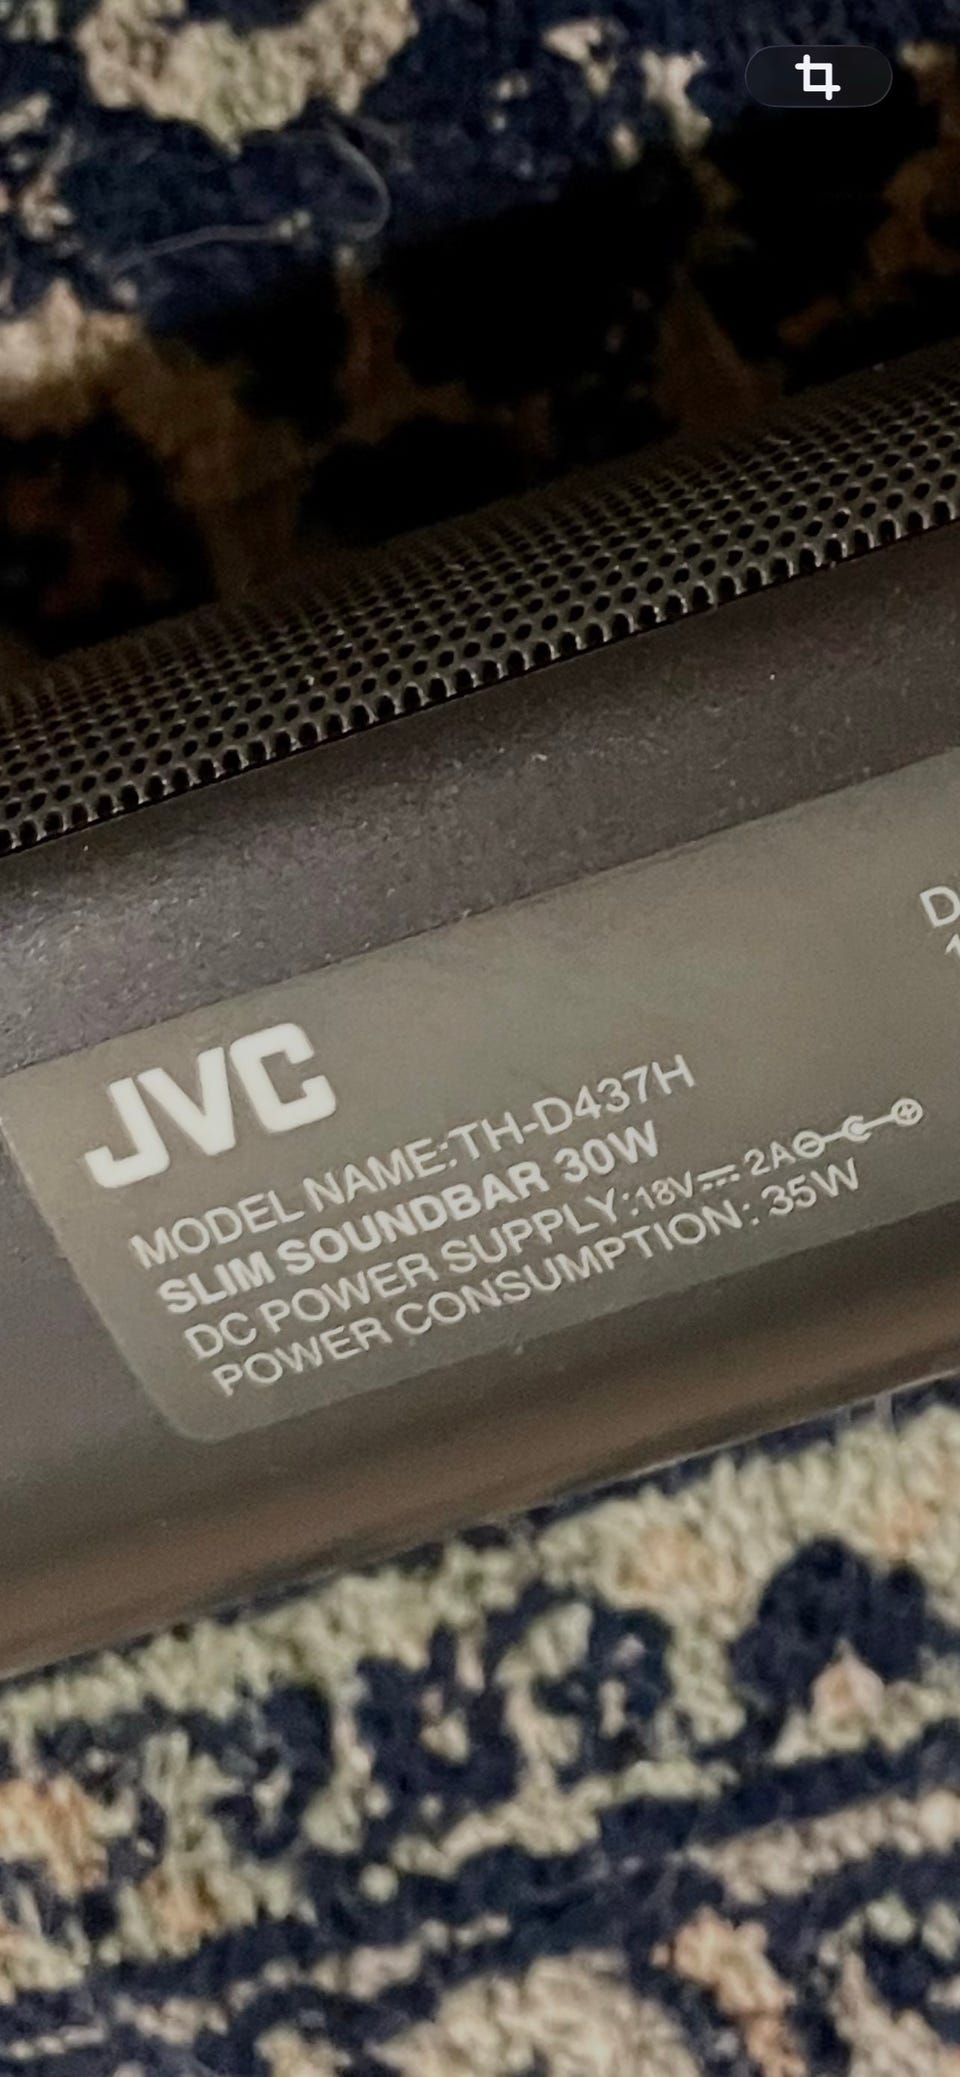 JVC
MODEL NAME:TH-D437H
SLIM SOUNDBAR 30W
DC POWER SUPPLY:18V⎓2A
POWER CONSUMPTION: 35W